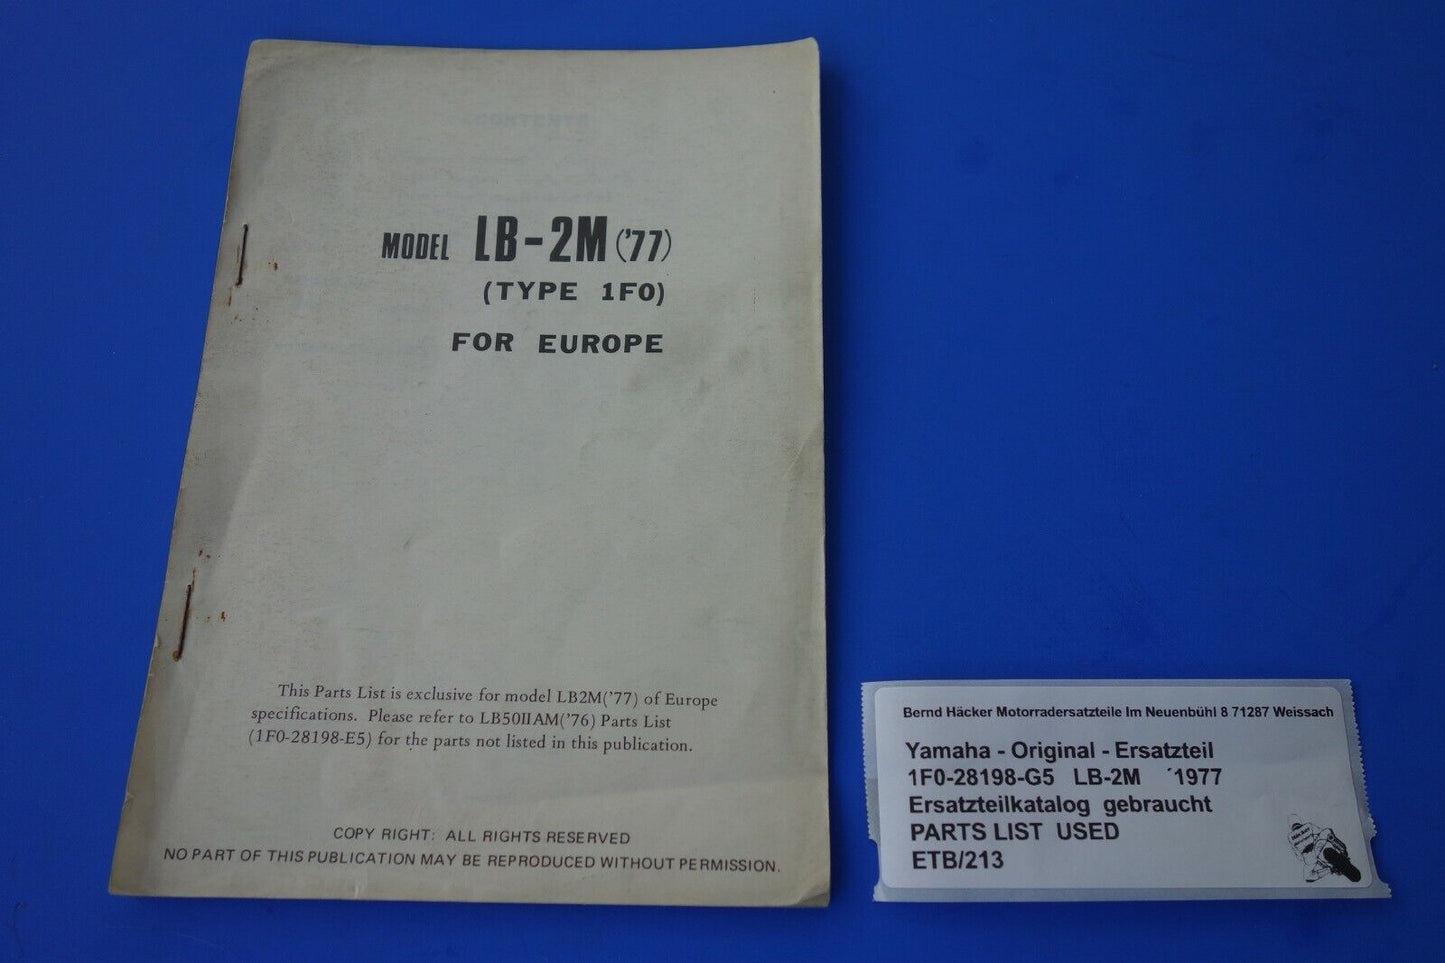 MODEL LB-2M ('77)
(TYPE 1F0)
FOR EUROPE
This Parts List is exclusive for model LB2M('77) of Europe
specifications. Please refer to LB50IIAM('76) Parts List
(1F0-28198-E5) for the parts not listed in this publication.
COPY RIGHT: ALL RIGHTS RESERVED
NO PART OF THIS PUBLICATION MAY BE REPRODUCED WITHOUT PERMISSION.
Bernd Häcker Motorradersatzteile Im Neuenbühl 8 71287 Weissach
Yamaha - Original - Ersatzteil
1F0-28198-G5 LB-2M ´1977
Ersatzteilkatalog gebraucht
PARTS LIST USED
ETB/213